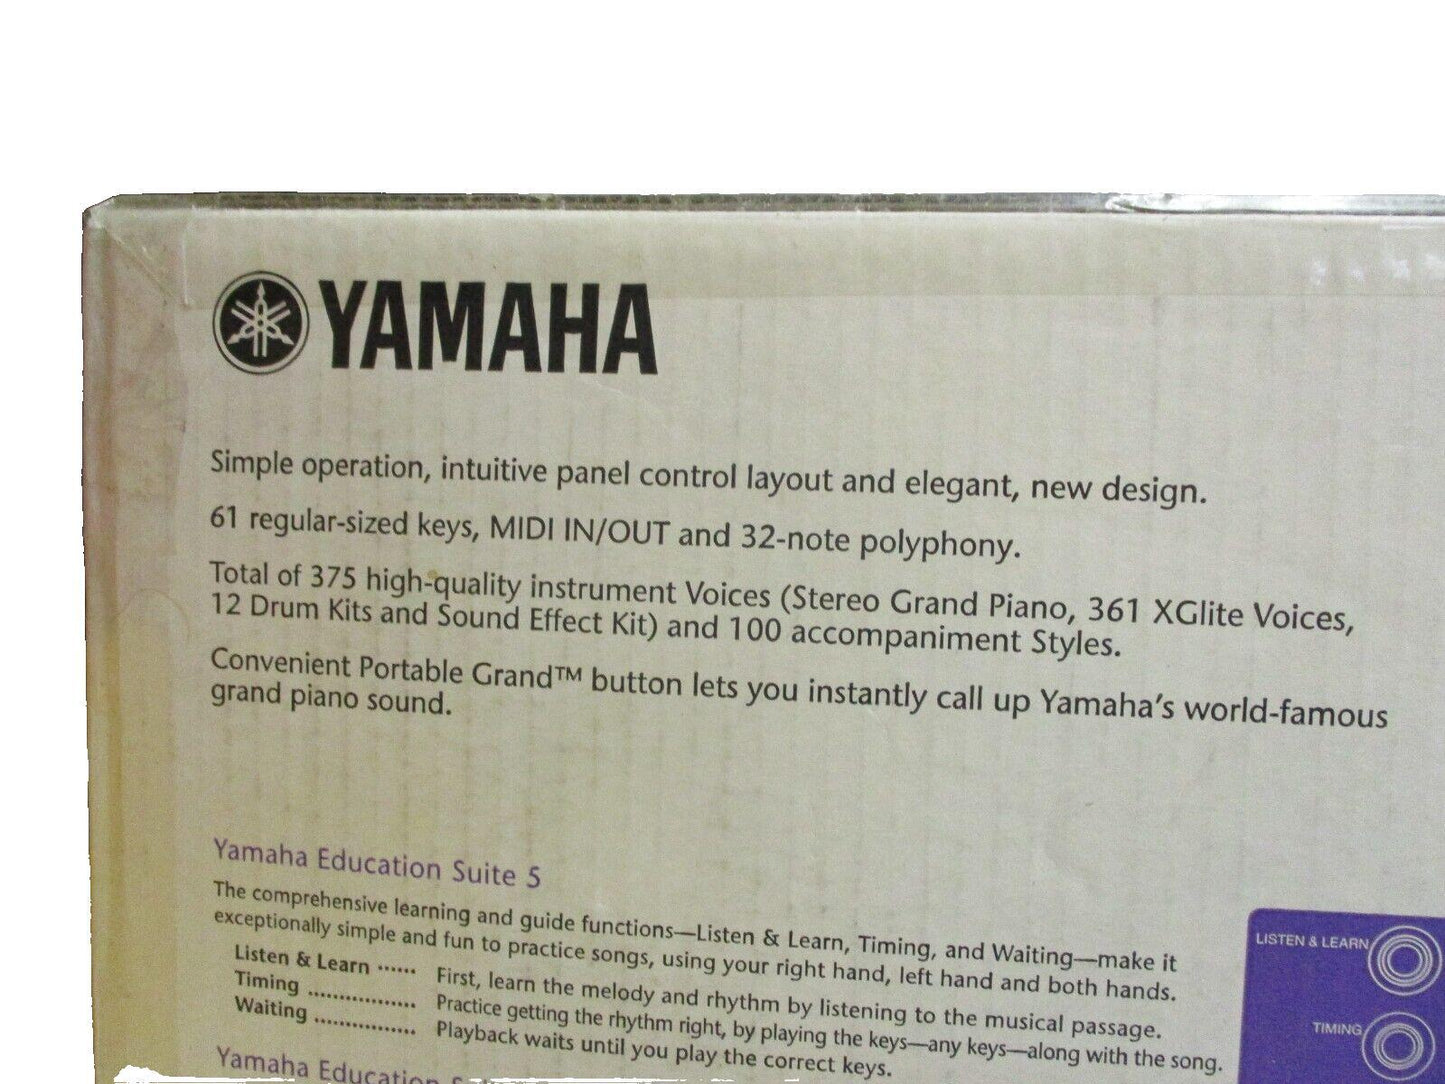 YAMAHA
Simple operation, intuitive panel control layout and elegant, new design.
61 regular-sized keys, MIDI IN/OUT and 32-note polyphony.
Total of 375 high-quality instrument Voices (Stereo Grand Piano, 361 XGlite Voices,
12 Drum Kits and Sound Effect Kit) and 100 accompaniment Styles.
Convenient Portable Grand™ button lets you instantly call up Yamaha's world-famous
grand piano sound.
Yamaha Education Suite 5
The comprehensive learning and guide functions—Listen & Learn, Timing, and Waiting—make it
exceptionally simple and fun to practice songs, using your right hand, left hand and both hands.
Listen & Learn ...... First, learn the melody and rhythm by listening to the musical passage.
Timing ................. Practice getting the rhythm right, by playing the keys—any keys—along with the song.
Waiting ................ Playback waits until you play the correct keys.
Yamaha Education
LISTEN & LEARN
TIMING